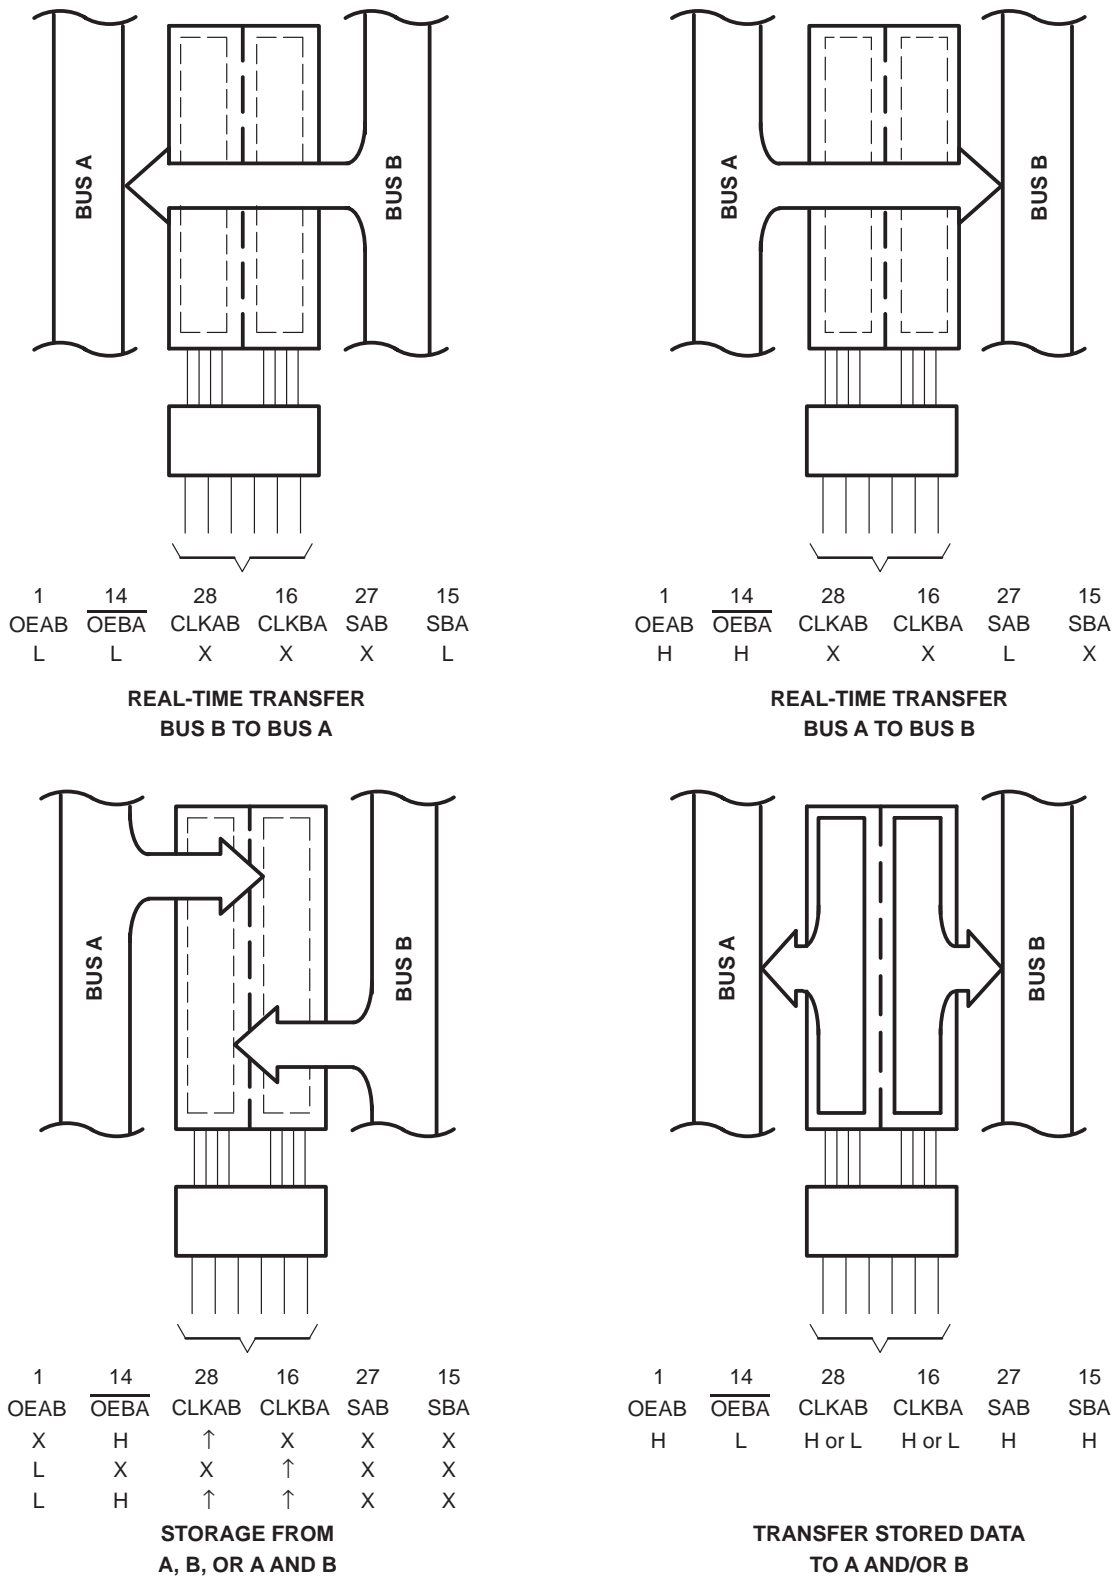 BUS A
BUS B
1 14 28 16 27 15
OEAB OEBA CLKAB CLKBA SAB SBA
L L X X X L
REAL-TIME TRANSFER
BUS B TO BUS A
BUS A
BUS B
1 14 28 16 27 15
OEAB OEBA CLKAB CLKBA SAB SBA
H H X X L X
REAL-TIME TRANSFER
BUS A TO BUS B
BUS A
BUS B
1 14 28 16 27 15
OEAB OEBA CLKAB CLKBA SAB SBA
X H ↑ X X X
L X X ↑ X X
L H ↑ ↑ X X
STORAGE FROM
A, B, OR A AND B
BUS A
BUS B
1 14 28 16 27 15
OEAB OEBA CLKAB CLKBA SAB SBA
H L H or L H or L H H
TRANSFER STORED DATA
TO A AND/OR B